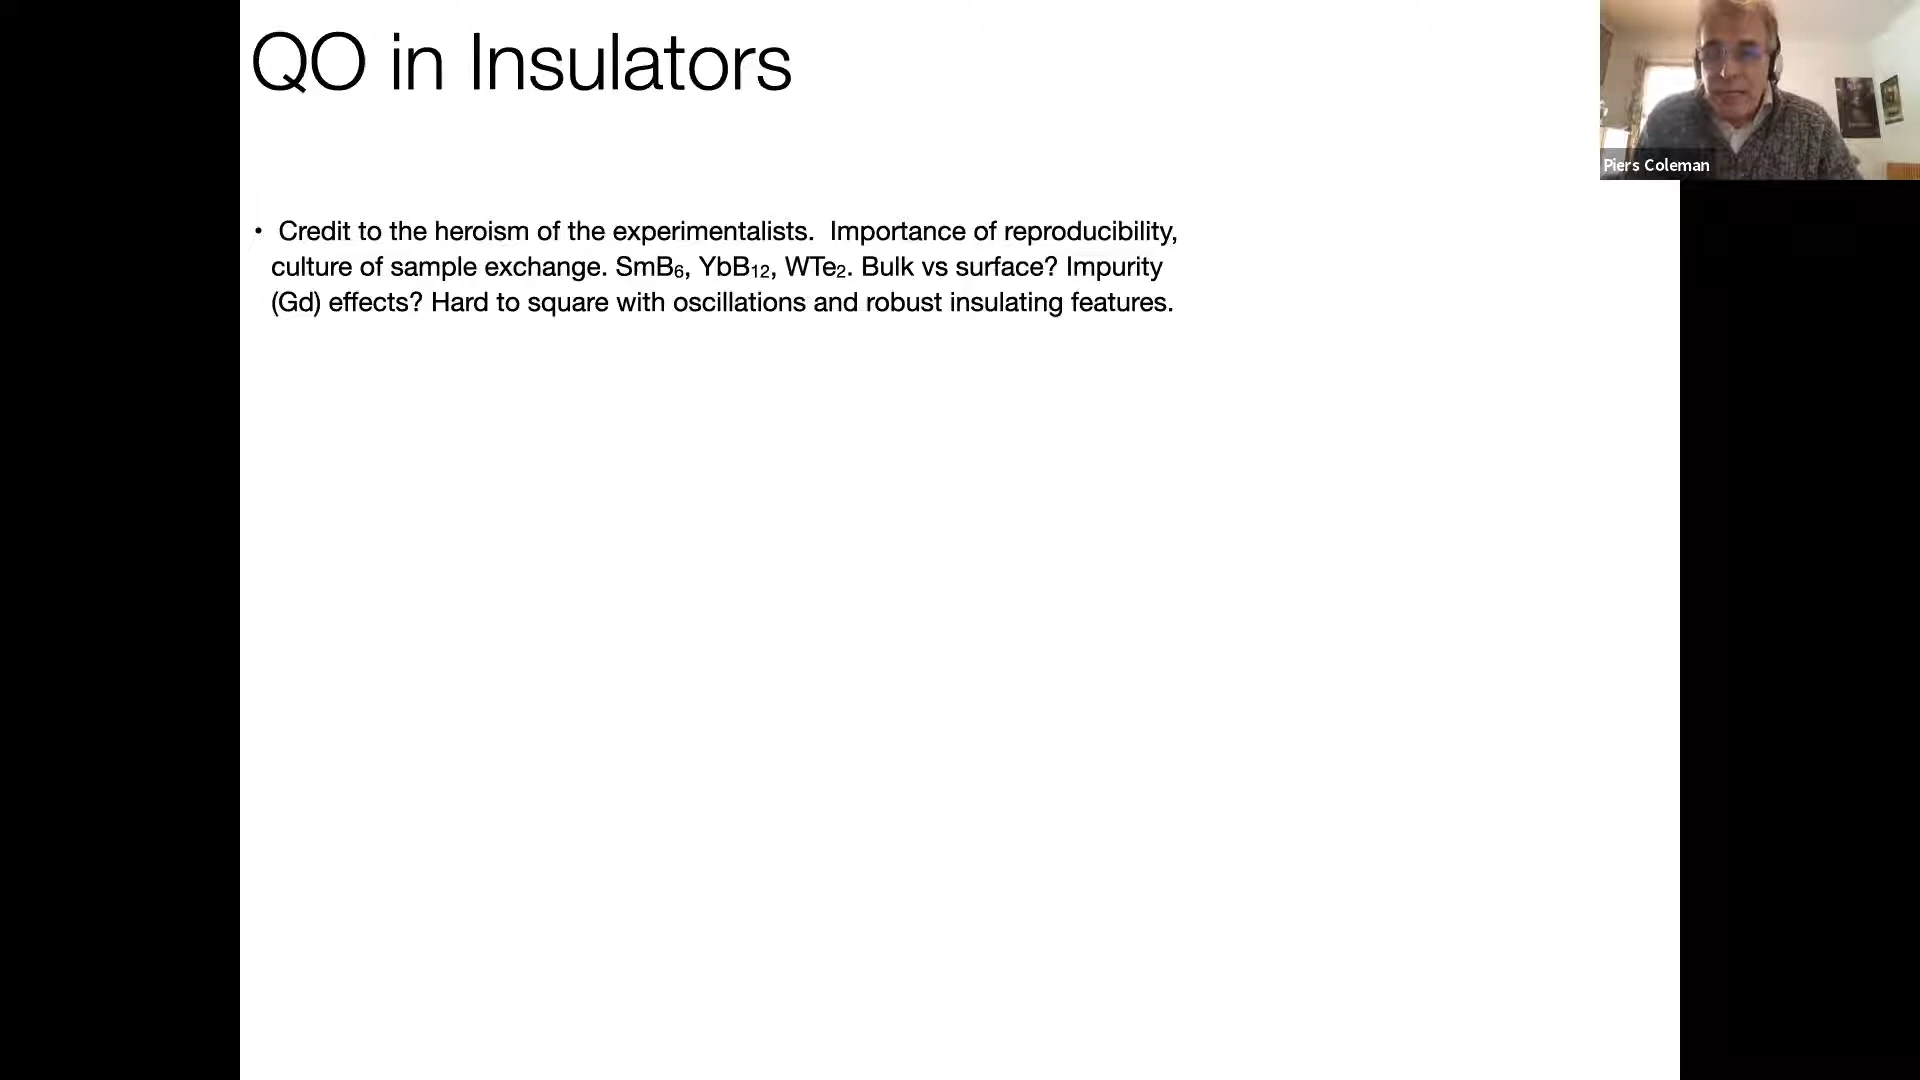 QO in Insulators
Piers Coleman
• Credit to the heroism of the experimentalists.  Importance of reproducibility,
culture of sample exchange. SmB₆, YbB₁₂, WTe₂. Bulk vs surface? Impurity
(Gd) effects? Hard to square with oscillations and robust insulating features.